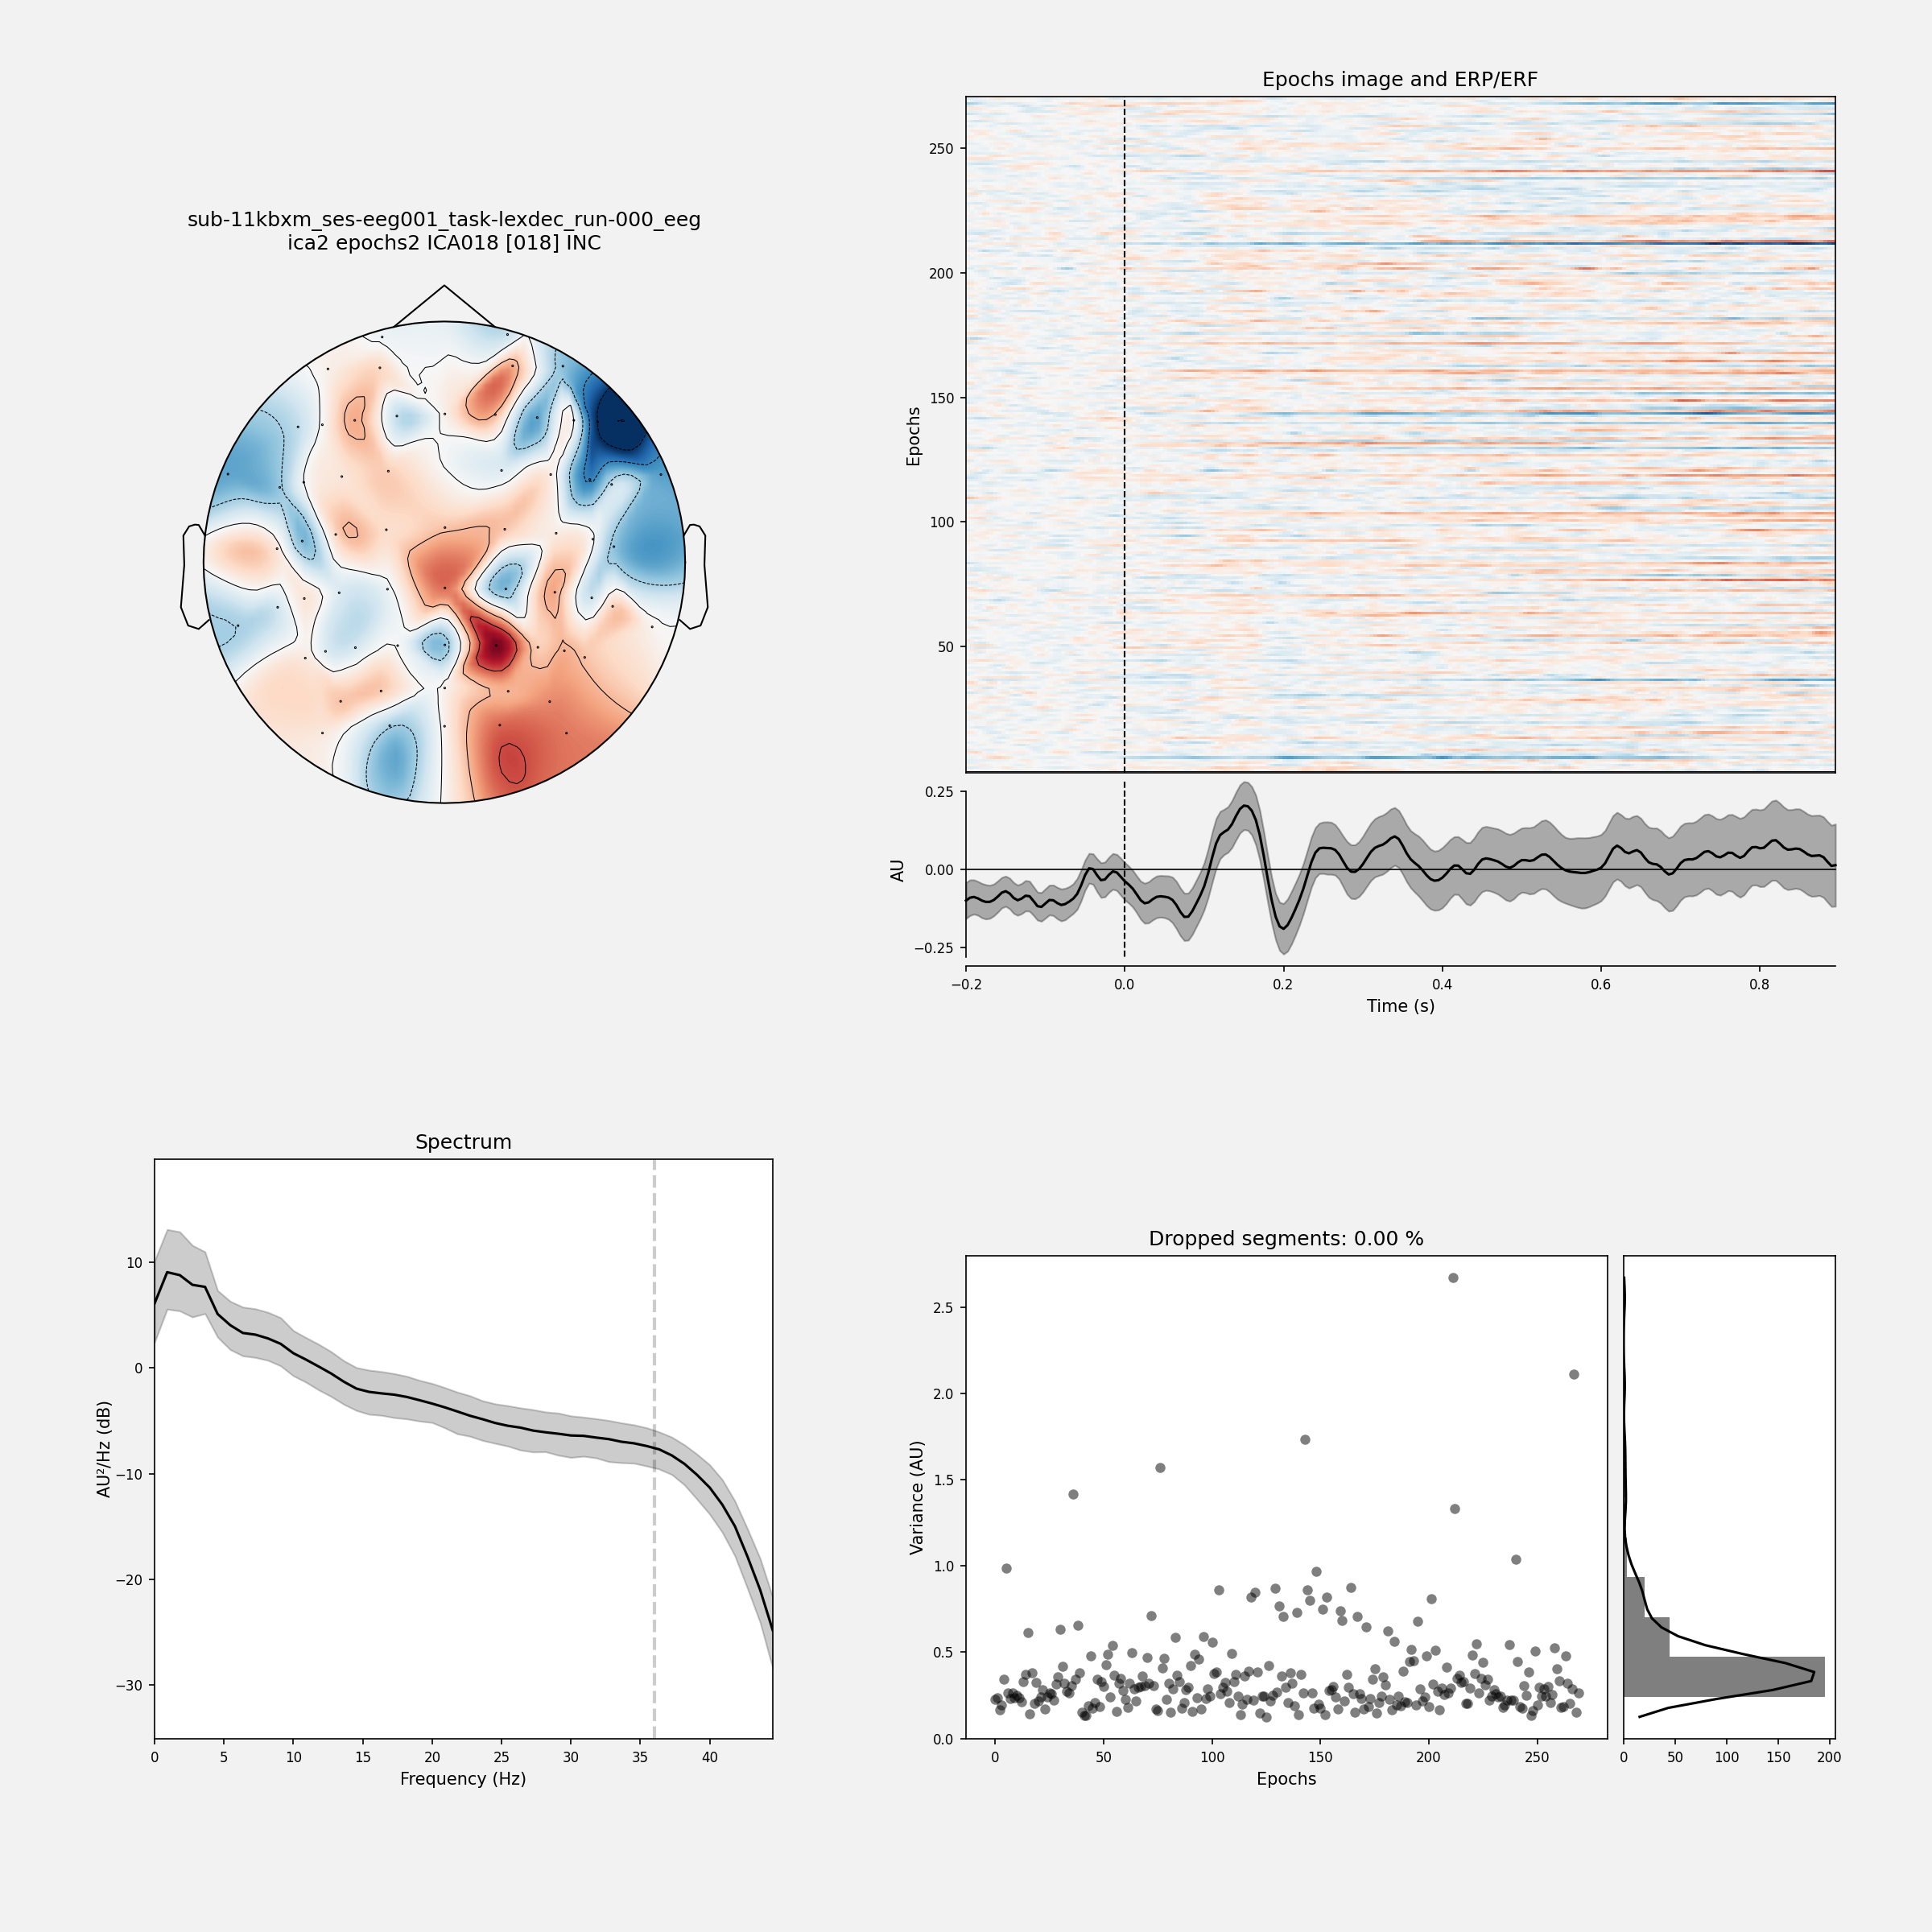 sub-11kbxm_ses-eeg001_task-lexdec_run-000_eeg
ica2 epochs2 ICA018 [018] INC
Epochs image and ERP/ERF
Epochs
250
200
150
100
50
AU
0.25
0.00
−0.25
−0.2 0.0 0.2 0.4 0.6 0.8
Time (s)
Spectrum
AU²/Hz (dB)
10
0
−10
−20
−30
0 5 10 15 20 25 30 35 40
Frequency (Hz)
Dropped segments: 0.00 %
Variance (AU)
2.5
2.0
1.5
1.0
0.5
0.0
0 50 100 150 200 250
Epochs
0 50 100 150 200